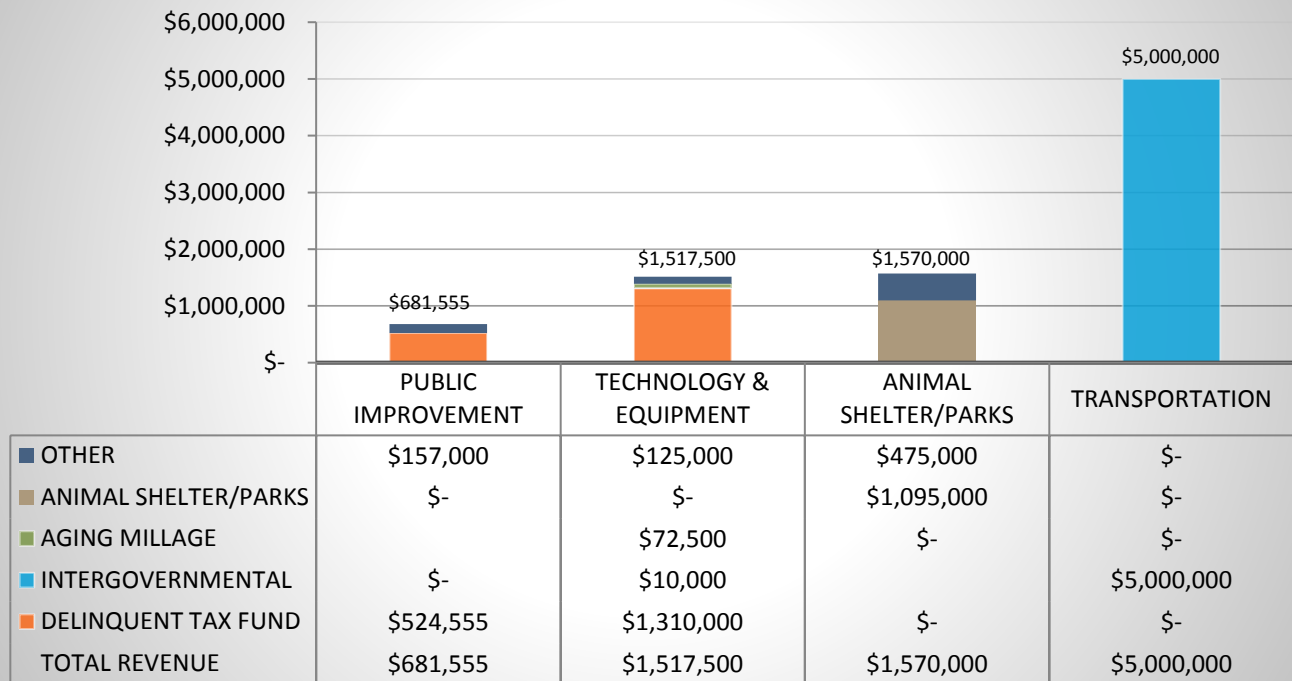 $6,000,000
$5,000,000
$4,000,000
$3,000,000
$2,000,000
$1,000,000
$-
$681,555
$1,517,500
$1,570,000
$5,000,000
PUBLIC
IMPROVEMENT
TECHNOLOGY &
EQUIPMENT
ANIMAL
SHELTER/PARKS
TRANSPORTATION
OTHER $157,000 $125,000 $475,000 $-
ANIMAL SHELTER/PARKS $- $- $1,095,000 $-
AGING MILLAGE $72,500 $- $-
INTERGOVERNMENTAL $- $10,000 $5,000,000
DELINQUENT TAX FUND $524,555 $1,310,000 $- $-
TOTAL REVENUE $681,555 $1,517,500 $1,570,000 $5,000,000